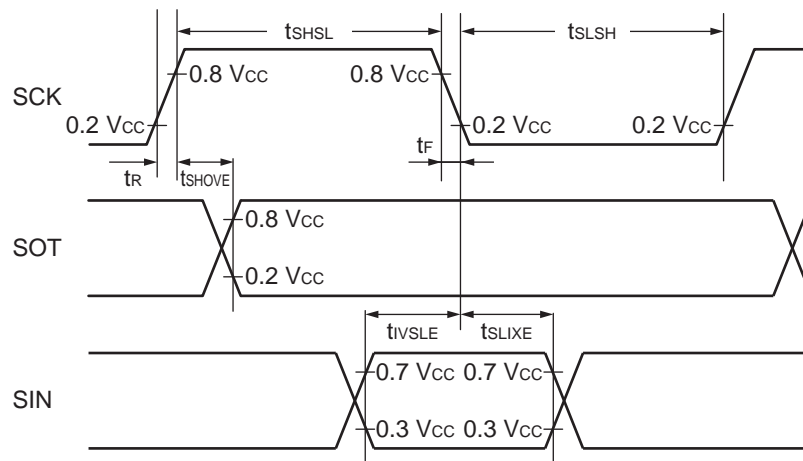 tSHSL tSLSH
SCK
0.8 VCC 0.8 VCC
0.2 VCC 0.2 VCC 0.2 VCC
tR tSHOVE tF
SOT
0.8 VCC
0.2 VCC
tIVSLE tSLIXE
SIN
0.7 VCC 0.7 VCC
0.3 VCC 0.3 VCC